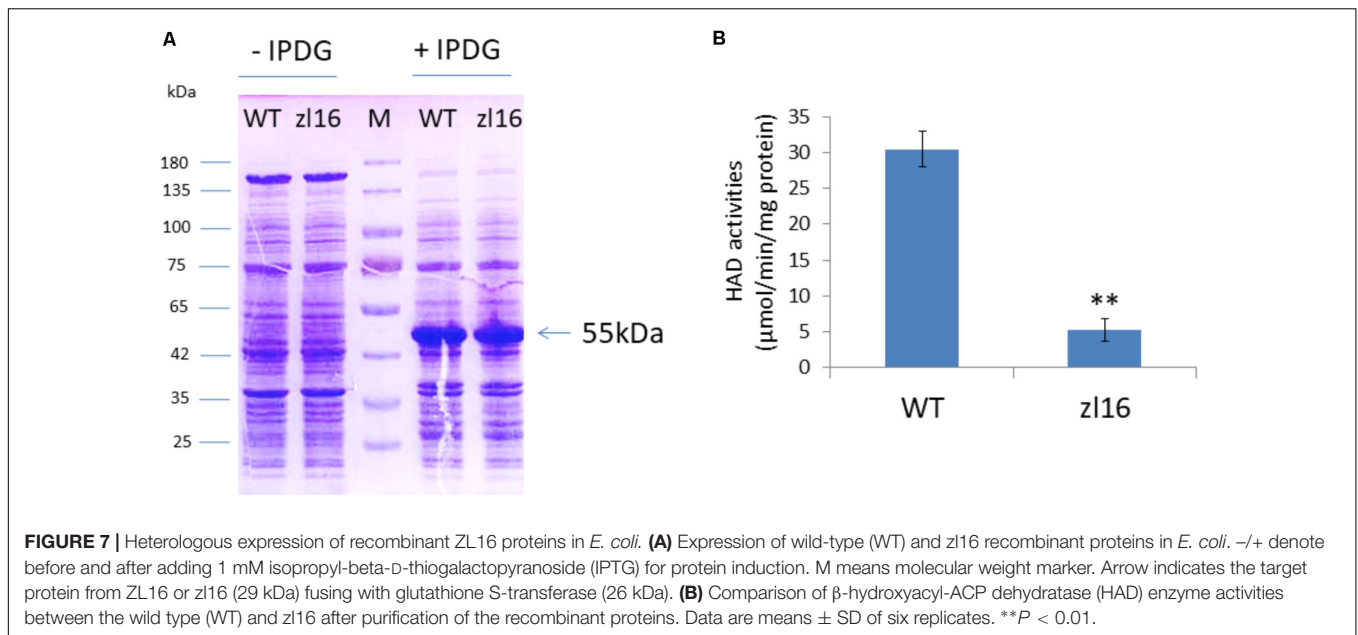 A
B
- IPDG
+ IPDG
kDa
WT zl16 M WT zl16
180
135
100
75
65
42
35
25
55kDa
HAD activities
(μmol/min/mg protein)
35
30
25
20
15
10
5
0
**
WT
zl16
FIGURE 7 | Heterologous expression of recombinant ZL16 proteins in E. coli. (A) Expression of wild-type (WT) and zl16 recombinant proteins in E. coli. –/+ denote
before and after adding 1 mM isopropyl-beta-D-thiogalactopyranoside (IPTG) for protein induction. M means molecular weight marker. Arrow indicates the target
protein from ZL16 or zl16 (29 kDa) fusing with glutathione S-transferase (26 kDa). (B) Comparison of β-hydroxyacyl-ACP dehydratase (HAD) enzyme activities
between the wild type (WT) and zl16 after purification of the recombinant proteins. Data are means ± SD of six replicates. **P < 0.01.